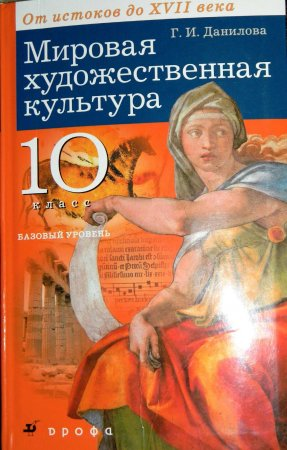 От истоков до XVII века
Г. И. Данилова
Мировая
художественная
культура
10
класс
БАЗОВЫЙ УРОВЕНЬ
дрофа